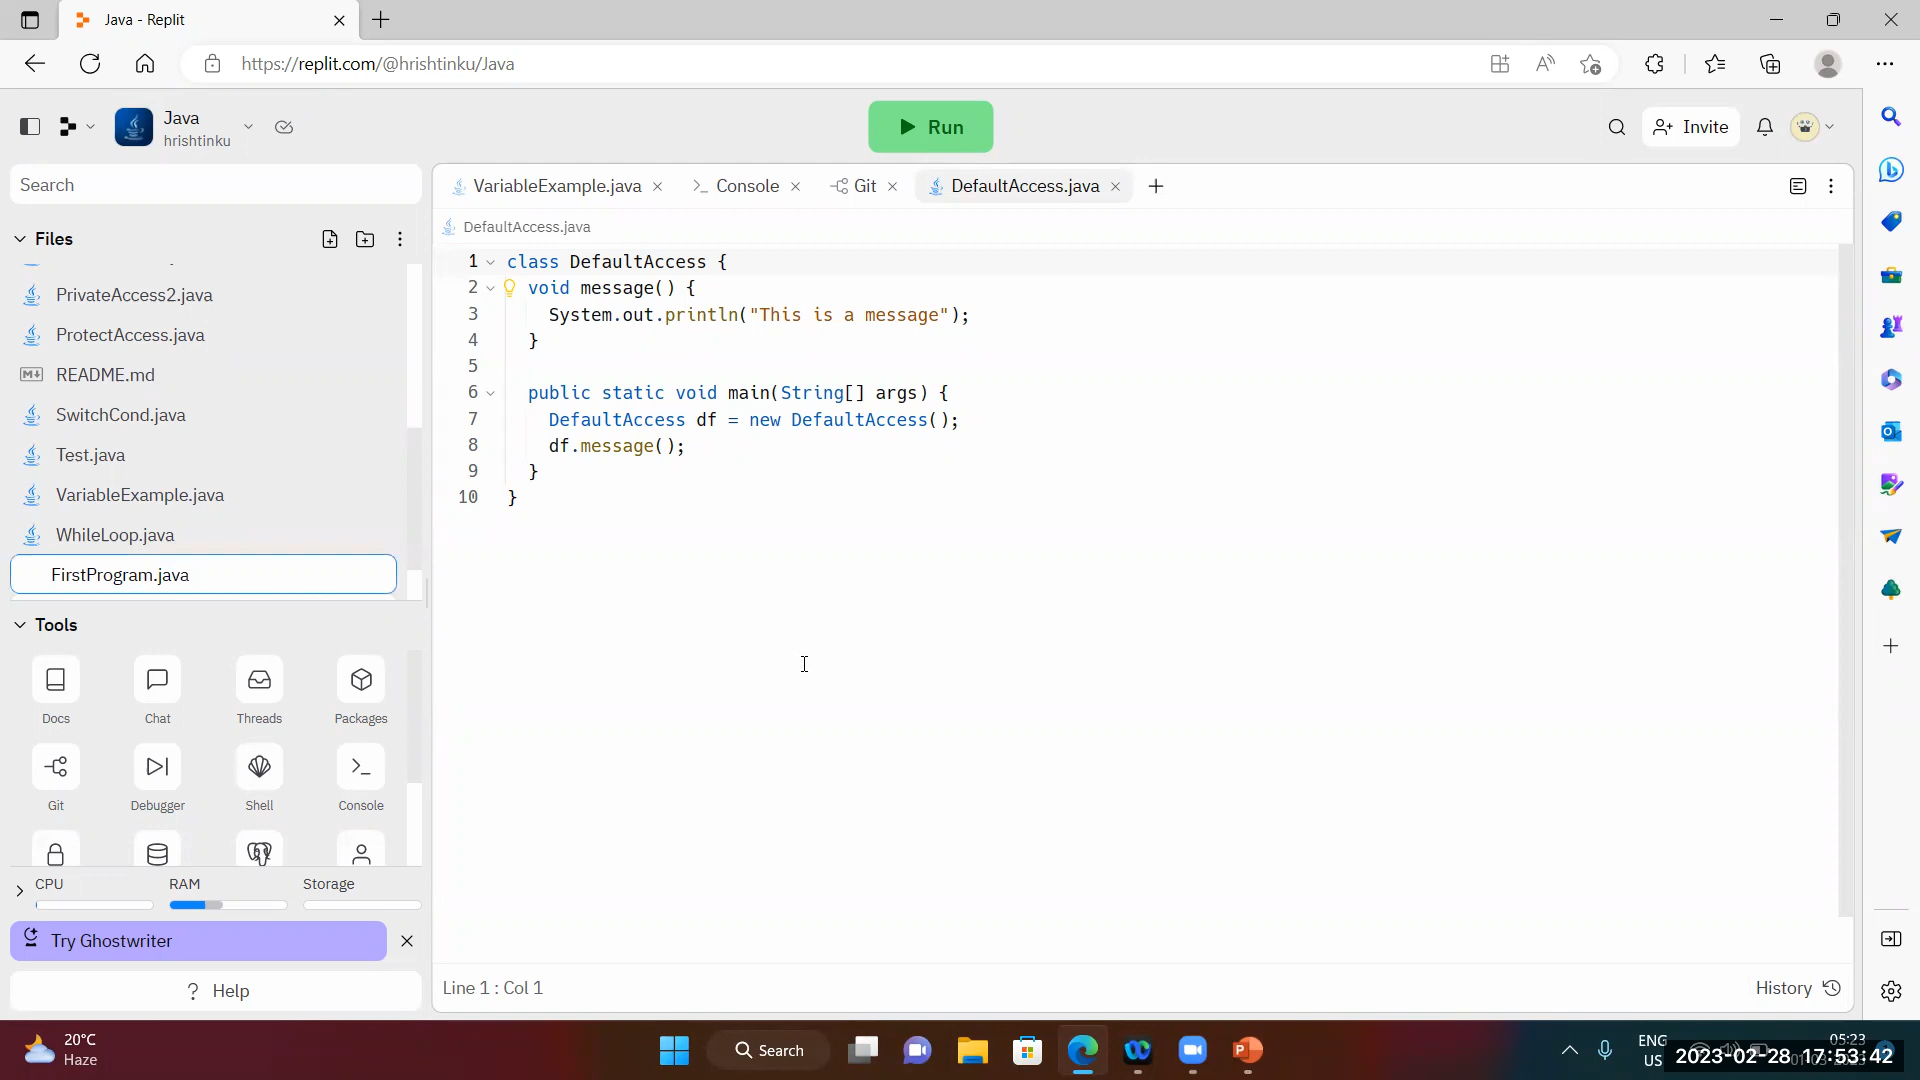 Java - Replit
https://replit.com/@hrishtinku/Java
Java
hrishtinku
Run
Invite
Search
VariableExample.java
Console
Git
DefaultAccess.java
Files
DefaultAccess.java
PrivateAccess2.java
ProtectAccess.java
README.md
SwitchCond.java
Test.java
VariableExample.java
WhileLoop.java
FirstProgram.java
1 class DefaultAccess {
2 void message() {
3 System.out.println("This is a message");
4 }
5
6 public static void main(String[] args) {
7 DefaultAccess df = new DefaultAccess();
8 df.message();
9 }
10 }
Tools
Docs
Chat
Threads
Packages
Git
Debugger
Shell
Console
CPU
RAM
Storage
Try Ghostwriter
? Help
Line 1 : Col 1
History
20°C
Haze
Search
ENG
US
05:23
2023-02-28 17:53:42